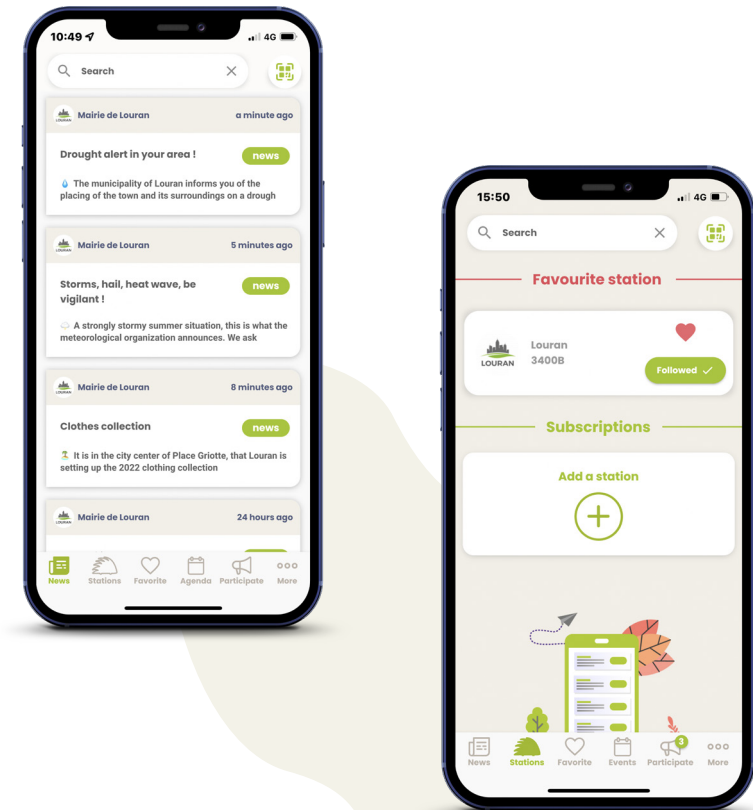 10:49
4G
Search
LOURAN
Mairie de Louran
a minute ago
Drought alert in your area !
news
The municipality of Louran informs you of the
placing of the town and its surroundings on a drough
LOURAN
Mairie de Louran
5 minutes ago
Storms, hail, heat wave, be
vigilant !
news
A strongly stormy summer situation, this is what the
meteorological organization announces. We ask
LOURAN
Mairie de Louran
8 minutes ago
Clothes collection
news
It is in the city center of Place Griotte, that Louran is
setting up the 2022 clothing collection
LOURAN
Mairie de Louran
24 hours ago
News
Stations
Favorite
Agenda
Participate
More
15:50
4G
Search
Favourite station
LOURAN
Louran
3400B
Followed
Subscriptions
Add a station
3
News
Stations
Favorite
Events
Participate
More